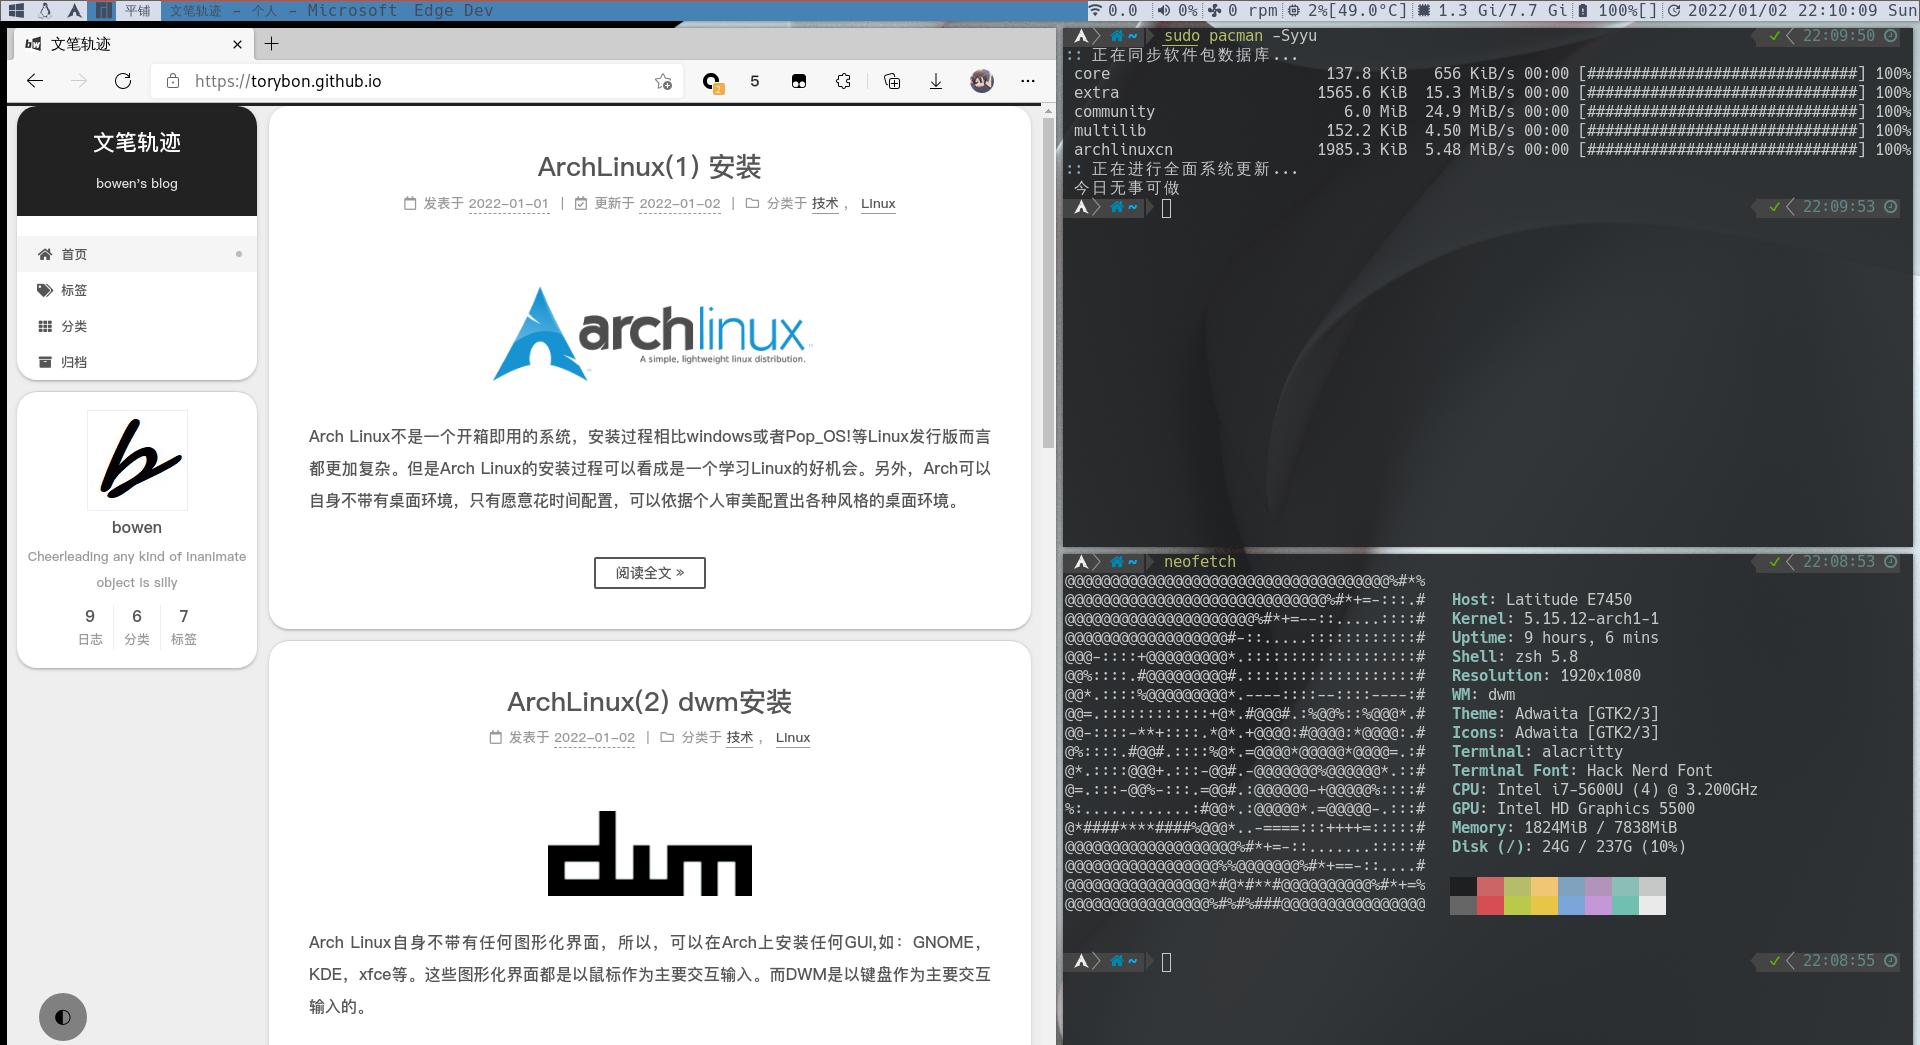 平铺 文笔轨迹 - 个人 - Microsoft Edge Dev
0.0 0% 0 rpm 2%[49.0°C] 1.3 Gi/7.7 Gi 100%[] 2022/01/02 22:10:09 Sun
文笔轨迹
https://torybon.github.io
2
5
文笔轨迹
bowen's blog
首页
标签
分类
归档
bowen
Cheerleading any kind of inanimate
object is silly
9 6 7
日志 分类 标签
ArchLinux(1) 安装
发表于 2022-01-01 | 更新于 2022-01-02 | 分类于 技术 , Linux
archlinux
A simple, lightweight linux distribution.
Arch Linux不是一个开箱即用的系统，安装过程相比windows或者Pop_OS!等Linux发行版而言
都更加复杂。但是Arch Linux的安装过程可以看成是一个学习Linux的好机会。另外，Arch可以
自身不带有桌面环境，只有愿意花时间配置，可以依据个人审美配置出各种风格的桌面环境。
阅读全文 »
ArchLinux(2) dwm安装
发表于 2022-01-02 | 分类于 技术 , Linux
dwm
Arch Linux自身不带有任何图形化界面，所以，可以在Arch上安装任何GUI,如：GNOME，
KDE，xfce等。这些图形化界面都是以鼠标作为主要交互输入。而DWM是以键盘作为主要交互
输入的。
~ sudo pacman -Syyu ✓ 22:09:50
:: 正在同步软件包数据库...
core 137.8 KiB 656 KiB/s 00:00 [##############################] 100%
extra 1565.6 KiB 15.3 MiB/s 00:00 [##############################] 100%
community 6.0 MiB 24.9 MiB/s 00:00 [##############################] 100%
multilib 152.2 KiB 4.50 MiB/s 00:00 [##############################] 100%
archlinuxcn 1985.3 KiB 5.48 MiB/s 00:00 [##############################] 100%
:: 正在进行全面系统更新...
今日无事可做
~ ✓ 22:09:53
~ neofetch ✓ 22:08:53
Host: Latitude E7450
Kernel: 5.15.12-arch1-1
Uptime: 9 hours, 6 mins
Shell: zsh 5.8
Resolution: 1920x1080
WM: dwm
Theme: Adwaita [GTK2/3]
Icons: Adwaita [GTK2/3]
Terminal: alacritty
Terminal Font: Hack Nerd Font
CPU: Intel i7-5600U (4) @ 3.200GHz
GPU: Intel HD Graphics 5500
Memory: 1824MiB / 7838MiB
Disk (/): 24G / 237G (10%)
~ ✓ 22:08:55